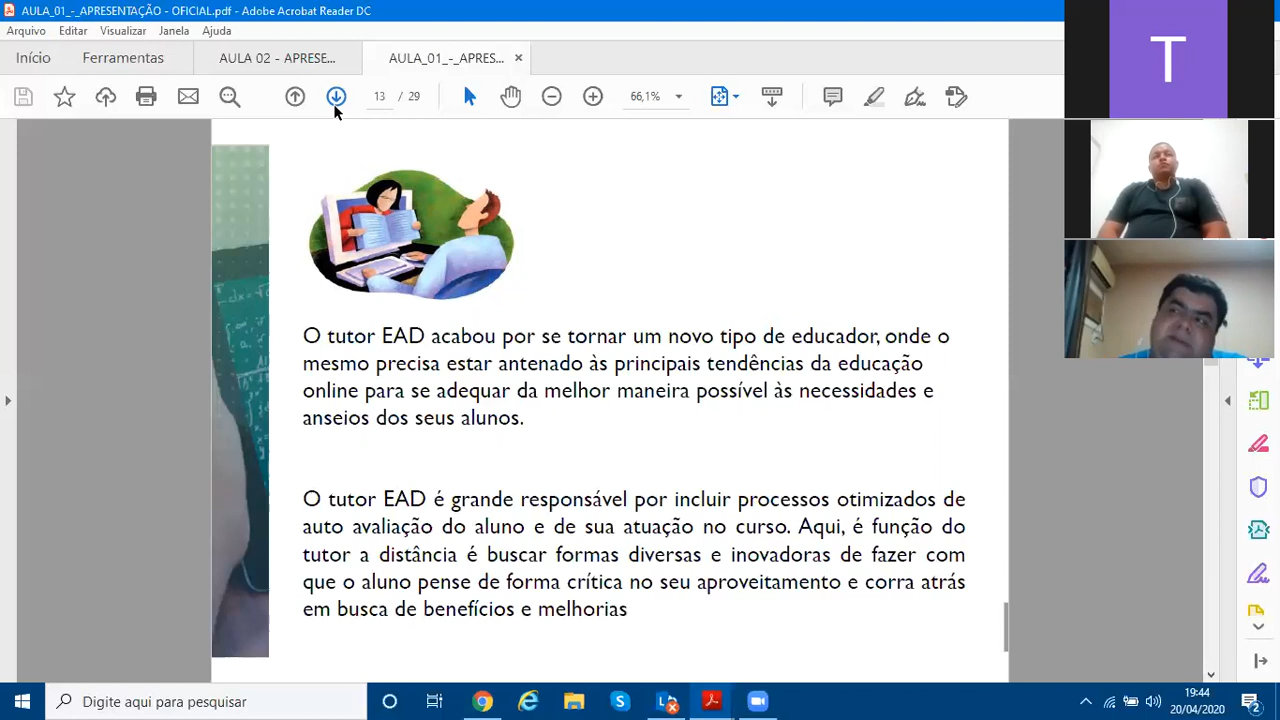 AULA_01_-_APRESENTAÇÃO - OFICIAL.pdf - Adobe Acrobat Reader DC
Arquivo Editar Visualizar Janela Ajuda
Início Ferramentas AULA 02 - APRESE... AULA_01_-_APRES... ×
13 / 29 66,1%
T
O tutor EAD acabou por se tornar um novo tipo de educador, onde o
mesmo precisa estar antenado às principais tendências da educação
online para se adequar da melhor maneira possível às necessidades e
anseios dos seus alunos.
O tutor EAD é grande responsável por incluir processos otimizados de
auto avaliação do aluno e de sua atuação no curso. Aqui, é função do
tutor a distância é buscar formas diversas e inovadoras de fazer com
que o aluno pense de forma crítica no seu aproveitamento e corra atrás
em busca de benefícios e melhorias
Digite aqui para pesquisar
19:44
20/04/2020
2